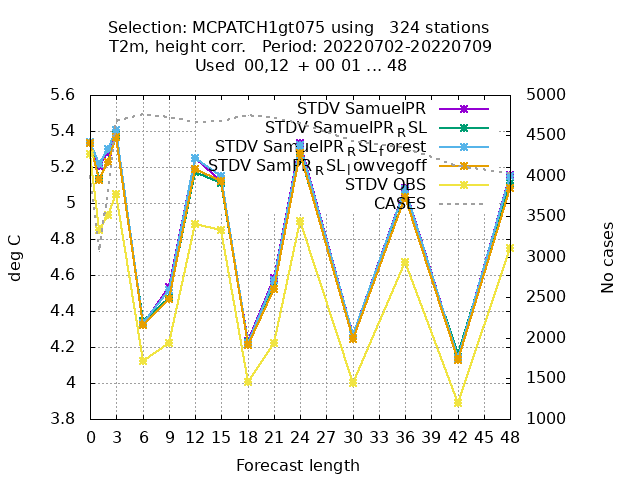 Selection: MCPATCH1gt075 using   324 stations
T2m, height corr.   Period: 20220702-20220709
Used  00,12  + 00 01 ... 48
STDV SamuelPR
STDV SamuelPR_RSL
STDV SamuelPR_RSL_forest
STDV SamPR_RSL_lowvegoff
STDV OBS
CASES
5.6
5.4
5.2
5
4.8
4.6
4.4
4.2
4
3.8
deg C
5000
4500
4000
3500
3000
2500
2000
1500
1000
No cases
0 3 6 9 12 15 18 21 24 27 30 33 36 39 42 45 48
Forecast length